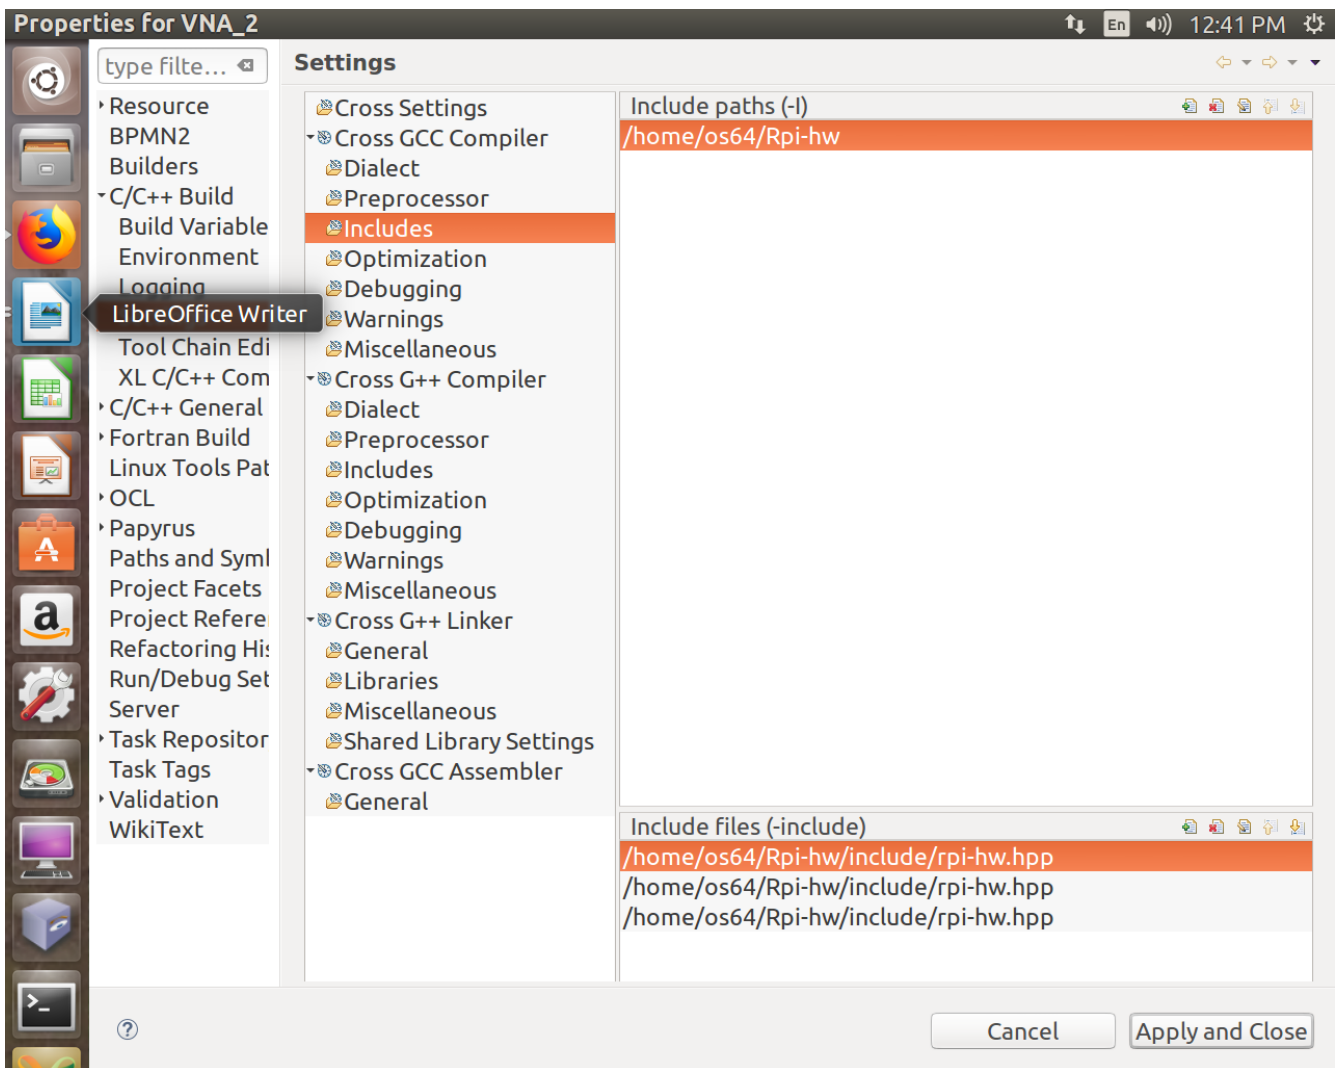 Properties for VNA_2
En
12:41 PM
type filte...
Settings
Resource
BPMN2
Builders
C/C++ Build
Build Variable
Environment
Logging
LibreOffice Writer
Tool Chain Edi
XL C/C++ Com
C/C++ General
Fortran Build
Linux Tools Pat
OCL
Papyrus
Paths and Syml
Project Facets
Project Refere
Refactoring His
Run/Debug Set
Server
Task Repositor
Task Tags
Validation
WikiText
Cross Settings
Cross GCC Compiler
Dialect
Preprocessor
Includes
Optimization
Debugging
Warnings
Miscellaneous
Cross G++ Compiler
Dialect
Preprocessor
Includes
Optimization
Debugging
Warnings
Miscellaneous
Cross G++ Linker
General
Libraries
Miscellaneous
Shared Library Settings
Cross GCC Assembler
General
Include paths (-I)
/home/os64/Rpi-hw
Include files (-include)
/home/os64/Rpi-hw/include/rpi-hw.hpp
/home/os64/Rpi-hw/include/rpi-hw.hpp
/home/os64/Rpi-hw/include/rpi-hw.hpp
Cancel
Apply and Close